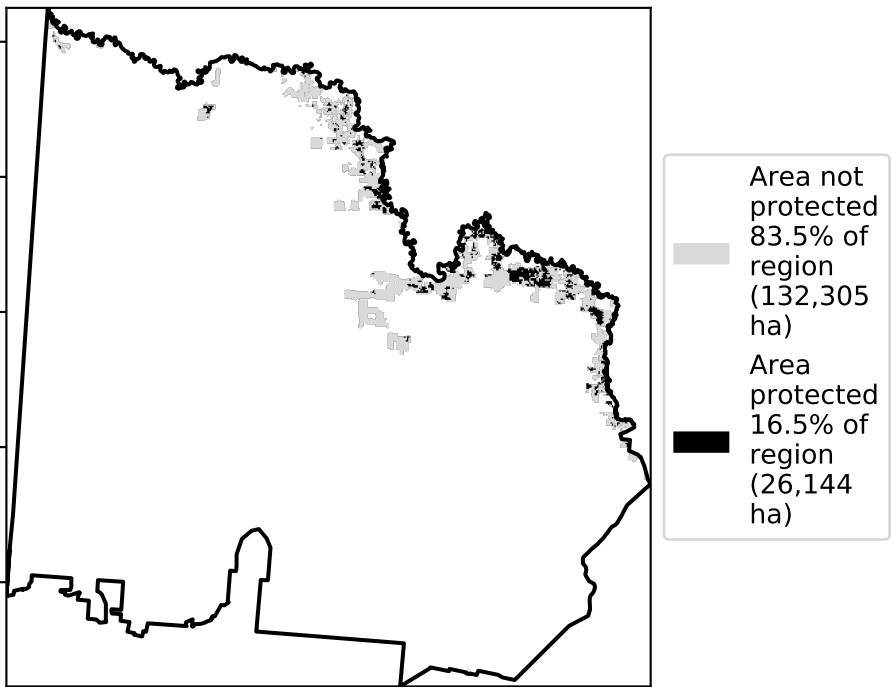 Area not
protected
83.5% of
region
(132,305
ha)
Area
protected
16.5% of
region
(26,144
ha)